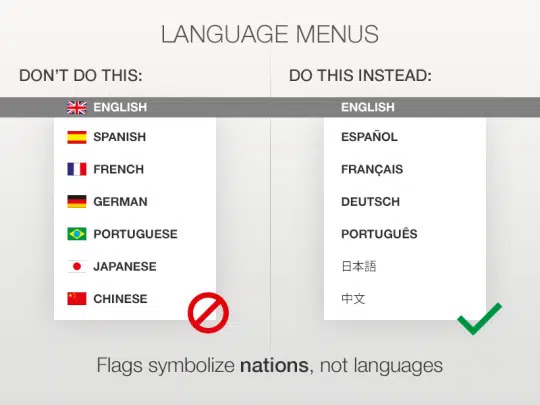 LANGUAGE MENUS
DON'T DO THIS:
ENGLISH
SPANISH
FRENCH
GERMAN
PORTUGUESE
JAPANESE
CHINESE
DO THIS INSTEAD:
ENGLISH
ESPAÑOL
FRANÇAIS
DEUTSCH
PORTUGUÊS
日本語
中文
Flags symbolize nations, not languages